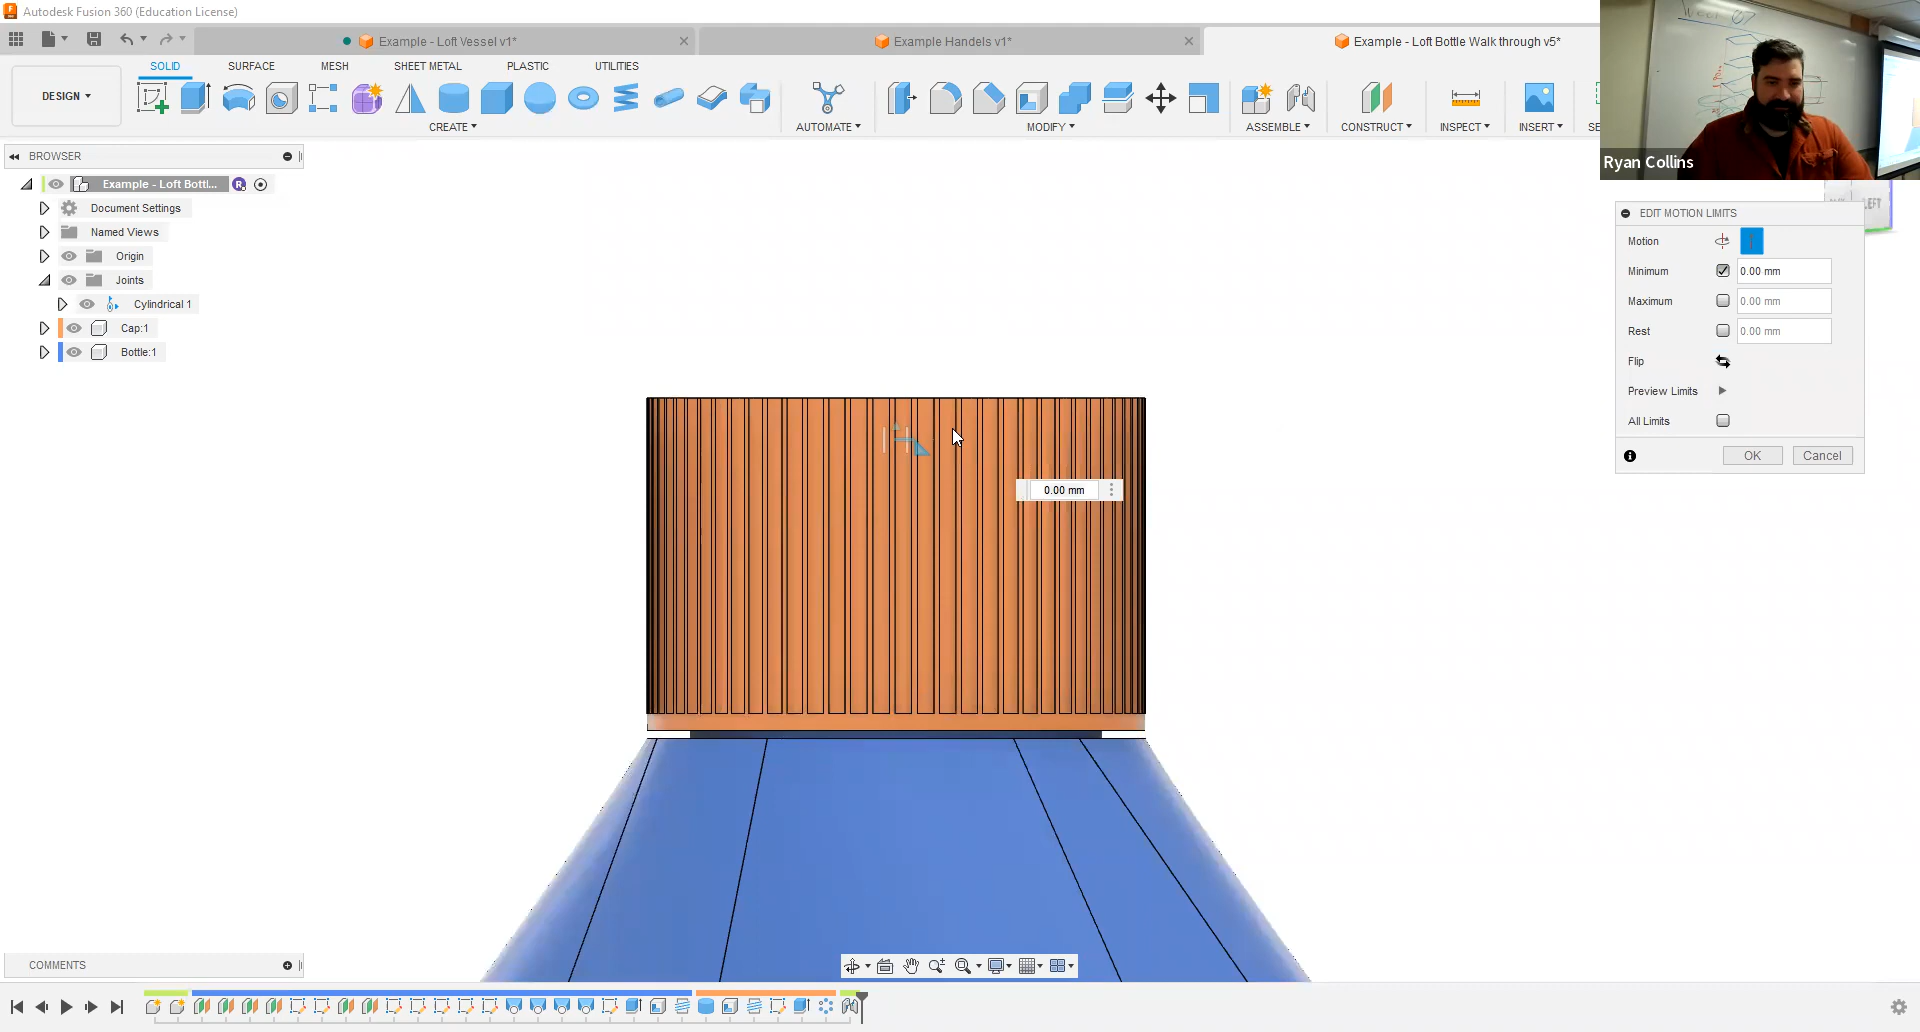 Autodesk Fusion 360 (Education License)
Example - Loft Vessel v1*
Example Handels v1*
Example - Loft Bottle Walk through v5*
SOLID
SURFACE
MESH
SHEET METAL
PLASTIC
UTILITIES
DESIGN
CREATE
AUTOMATE
MODIFY
ASSEMBLE
CONSTRUCT
INSPECT
INSERT
SE
Ryan Collins
BROWSER
Example - Loft Bottl...
Document Settings
Named Views
Origin
Joints
Cylindrical 1
Cap:1
Bottle:1
LEFT
EDIT MOTION LIMITS
Motion
Minimum 0.00 mm
Maximum 0.00 mm
Rest 0.00 mm
Flip
Preview Limits
All Limits
OK Cancel
0.00 mm
COMMENTS